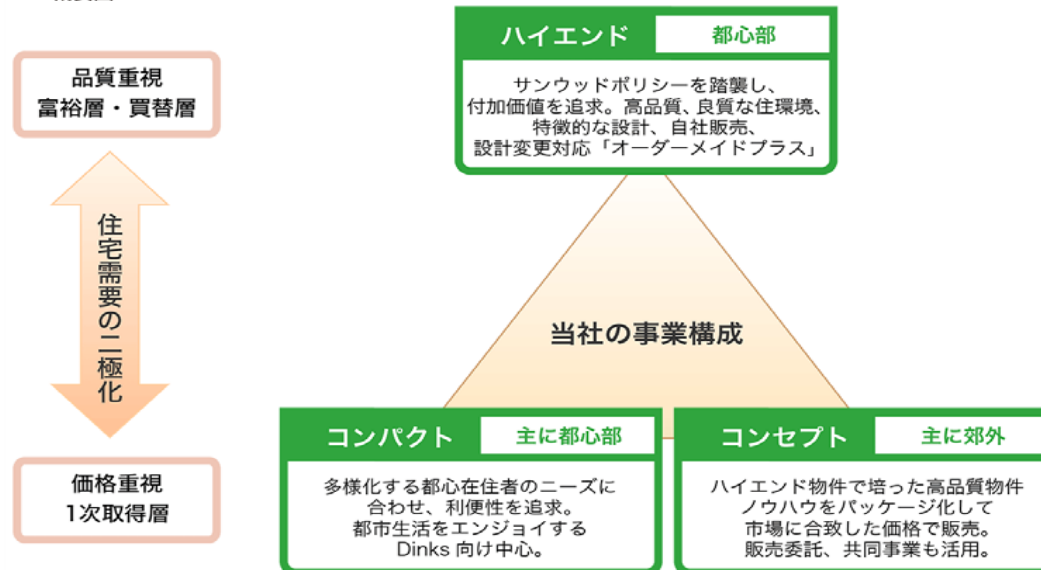 品質重視
富裕層・買替層
住宅需要の二極化
価格重視
1次取得層
ハイエンド
都心部
サンウッドポリシーを踏襲し、
付加価値を追求。高品質、良質な住環境、
特徴的な設計、自社販売、
設計変更対応「オーダーメイドプラス」
当社の事業構成
コンパクト
主に都心部
多様化する都心在住者のニーズに
合わせ、利便性を追求。
都市生活をエンジョイする
Dinks 向け中心。
コンセプト
主に郊外
ハイエンド物件で培った高品質物件
ノウハウをパッケージ化して
市場に合致した価格で販売。
販売委託、共同事業も活用。